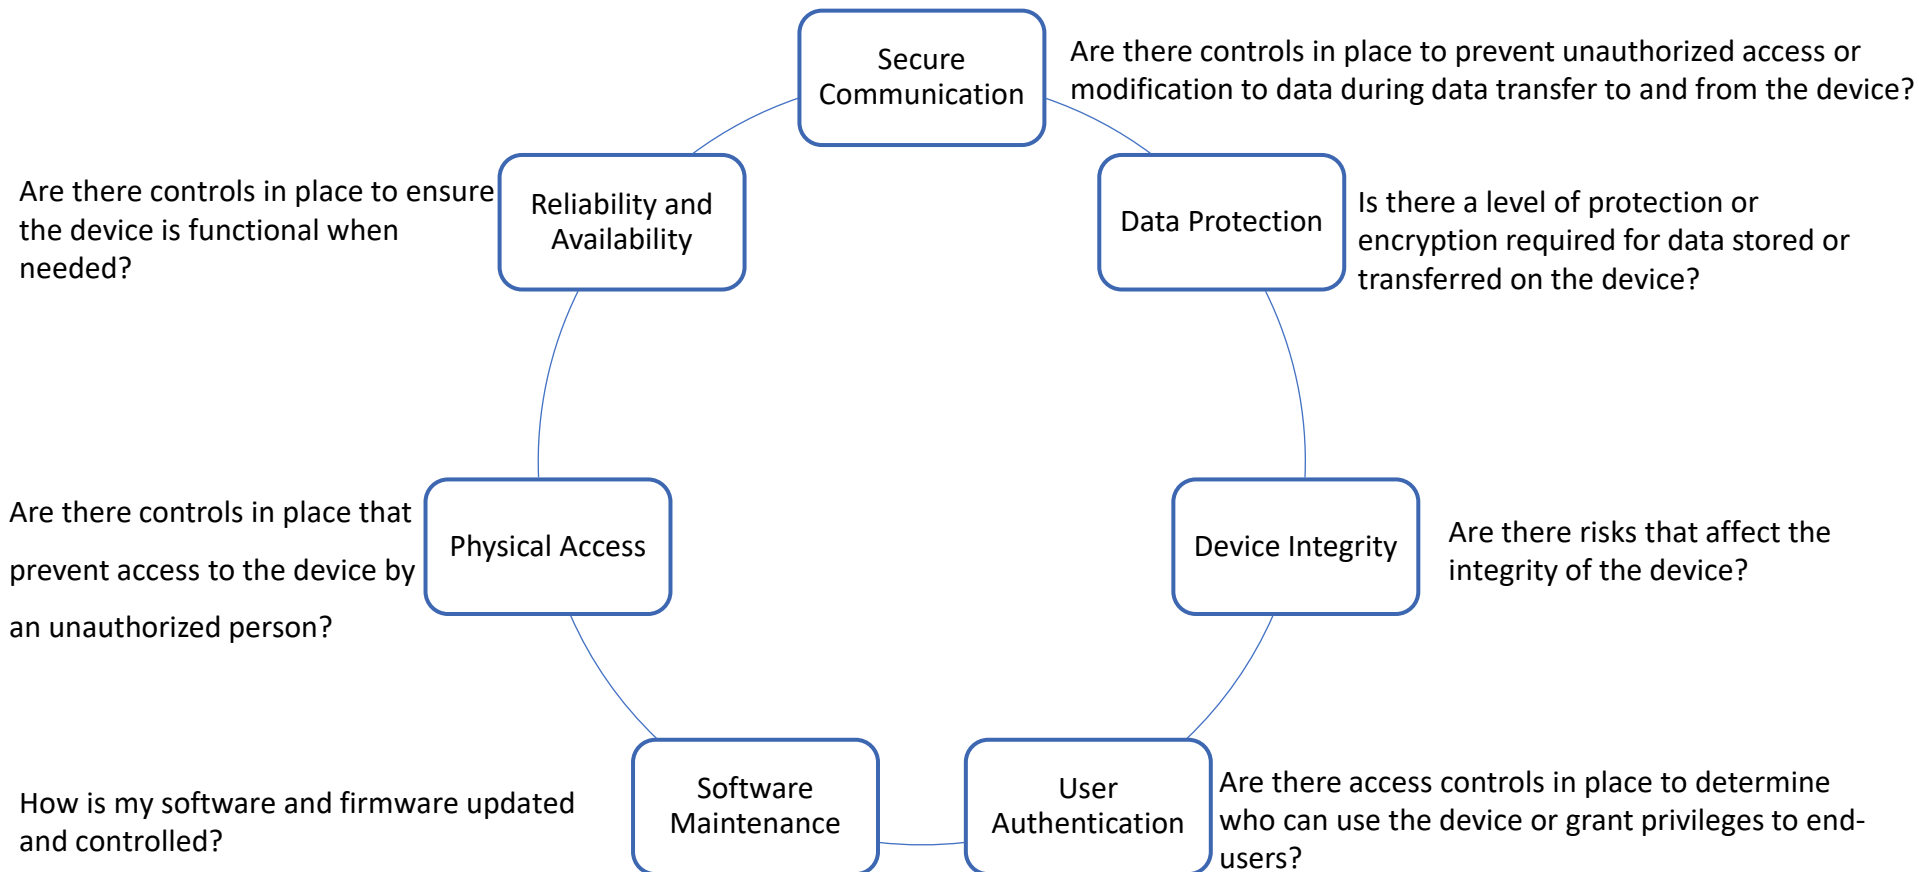 Secure
Communication
Are there controls in place to prevent unauthorized access or
modification to data during data transfer to and from the device?
Data Protection
Is there a level of protection or
encryption required for data stored or
transferred on the device?
Device Integrity
Are there risks that affect the
integrity of the device?
User
Authentication
Are there access controls in place to determine
who can use the device or grant privileges to end-
users?
Software
Maintenance
How is my software and firmware updated
and controlled?
Physical Access
Are there controls in place that
prevent access to the device by
an unauthorized person?
Reliability and
Availability
Are there controls in place to ensure
the device is functional when
needed?